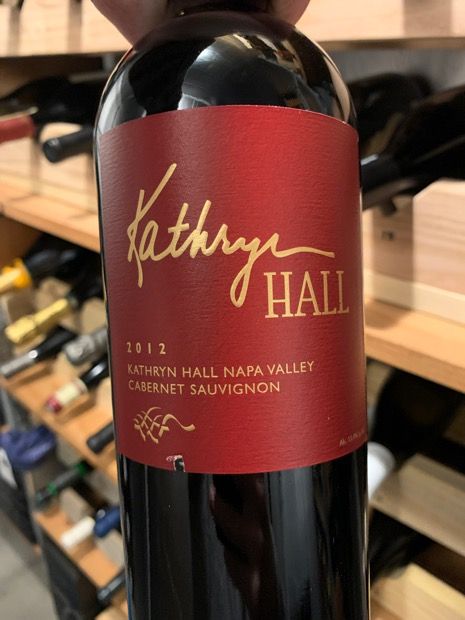 Kathryn
HALL
2012
KATHRYN HALL NAPA VALLEY
CABERNET SAUVIGNON